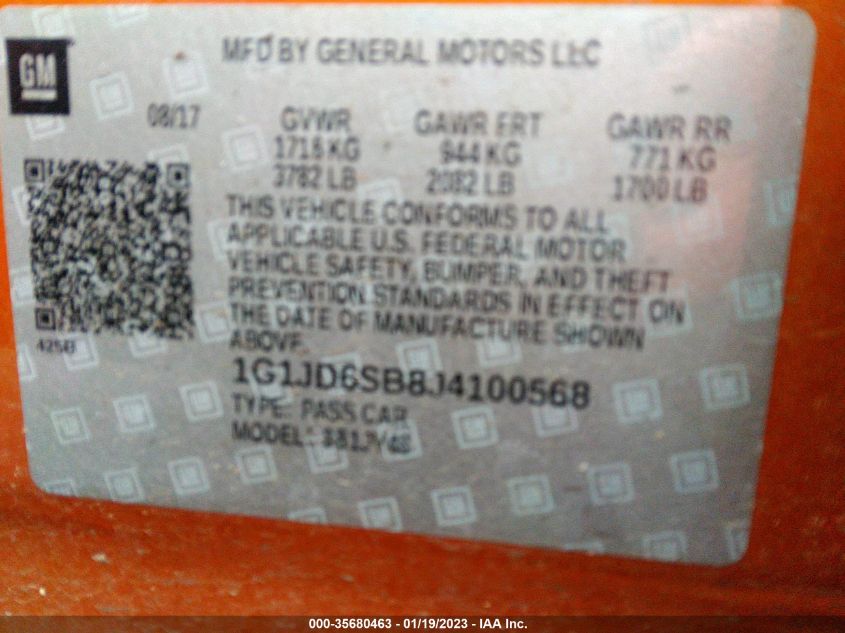 GM
MFD BY GENERAL MOTORS LLC
08/17 GVWR GAWR FRT GAWR RR
1716 KG 944 KG 771 KG
3782 LB 2082 LB 1700 LB
THIS VEHICLE CONFORMS TO ALL
APPLICABLE U.S. FEDERAL MOTOR
VEHICLE SAFETY, BUMPER, AND THEFT
PREVENTION STANDARDS IN EFFECT ON
THE DATE OF MANUFACTURE SHOWN
ABOVE.
1G1JD6SB8J4100568
TYPE: PASS CAR
MODEL:
000-35680463 - 01/19/2023 - IAA Inc.